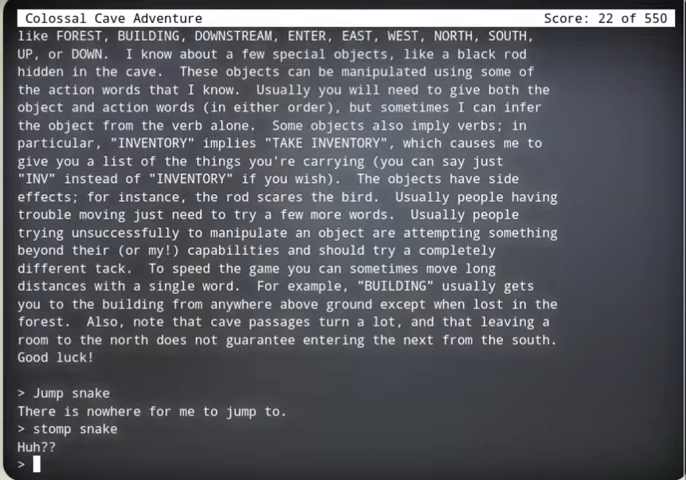 Colossal Cave Adventure Score: 22 of 550
like FOREST, BUILDING, DOWNSTREAM, ENTER, EAST, WEST, NORTH, SOUTH,
UP, or DOWN.  I know about a few special objects, like a black rod
hidden in the cave.  These objects can be manipulated using some of
the action words that I know.  Usually you will need to give both the
object and action words (in either order), but sometimes I can infer
the object from the verb alone.  Some objects also imply verbs; in
particular, "INVENTORY" implies "TAKE INVENTORY", which causes me to
give you a list of the things you're carrying (you can say just
"INV" instead of "INVENTORY" if you wish).  The objects have side
effects; for instance, the rod scares the bird.  Usually people having
trouble moving just need to try a few more words.  Usually people
trying unsuccessfully to manipulate an object are attempting something
beyond their (or my!) capabilities and should try a completely
different tack.  To speed the game you can sometimes move long
distances with a single word.  For example, "BUILDING" usually gets
you to the building from anywhere above ground except when lost in the
forest.  Also, note that cave passages turn a lot, and that leaving a
room to the north does not guarantee entering the next from the south.
Good luck!
> Jump snake
There is nowhere for me to jump to.
> stomp snake
Huh??
>